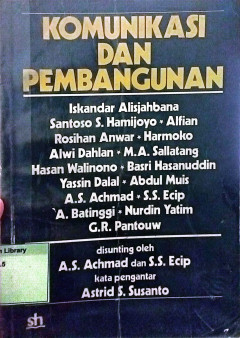 KOMUNIKASI
DAN
PEMBANGUNAN
Iskandar Alisjahbana
Santoso S. Hamijoyo • Alfian
Rosihan Anwar • Harmoko
Alwi Dahlan • M.A. Sallatang
Hasan Walinono • Basri Hasanuddin
Yassin Dalal • Abdul Muis
A.S. Achmad • S.S. Ecip
A. Batinggi • Nurdin Yatim
G.R. Pantouw
disunting oleh
A.S. Achmad dan S.S. Ecip
kata pengantar
Astrid S. Susanto
Library
sh